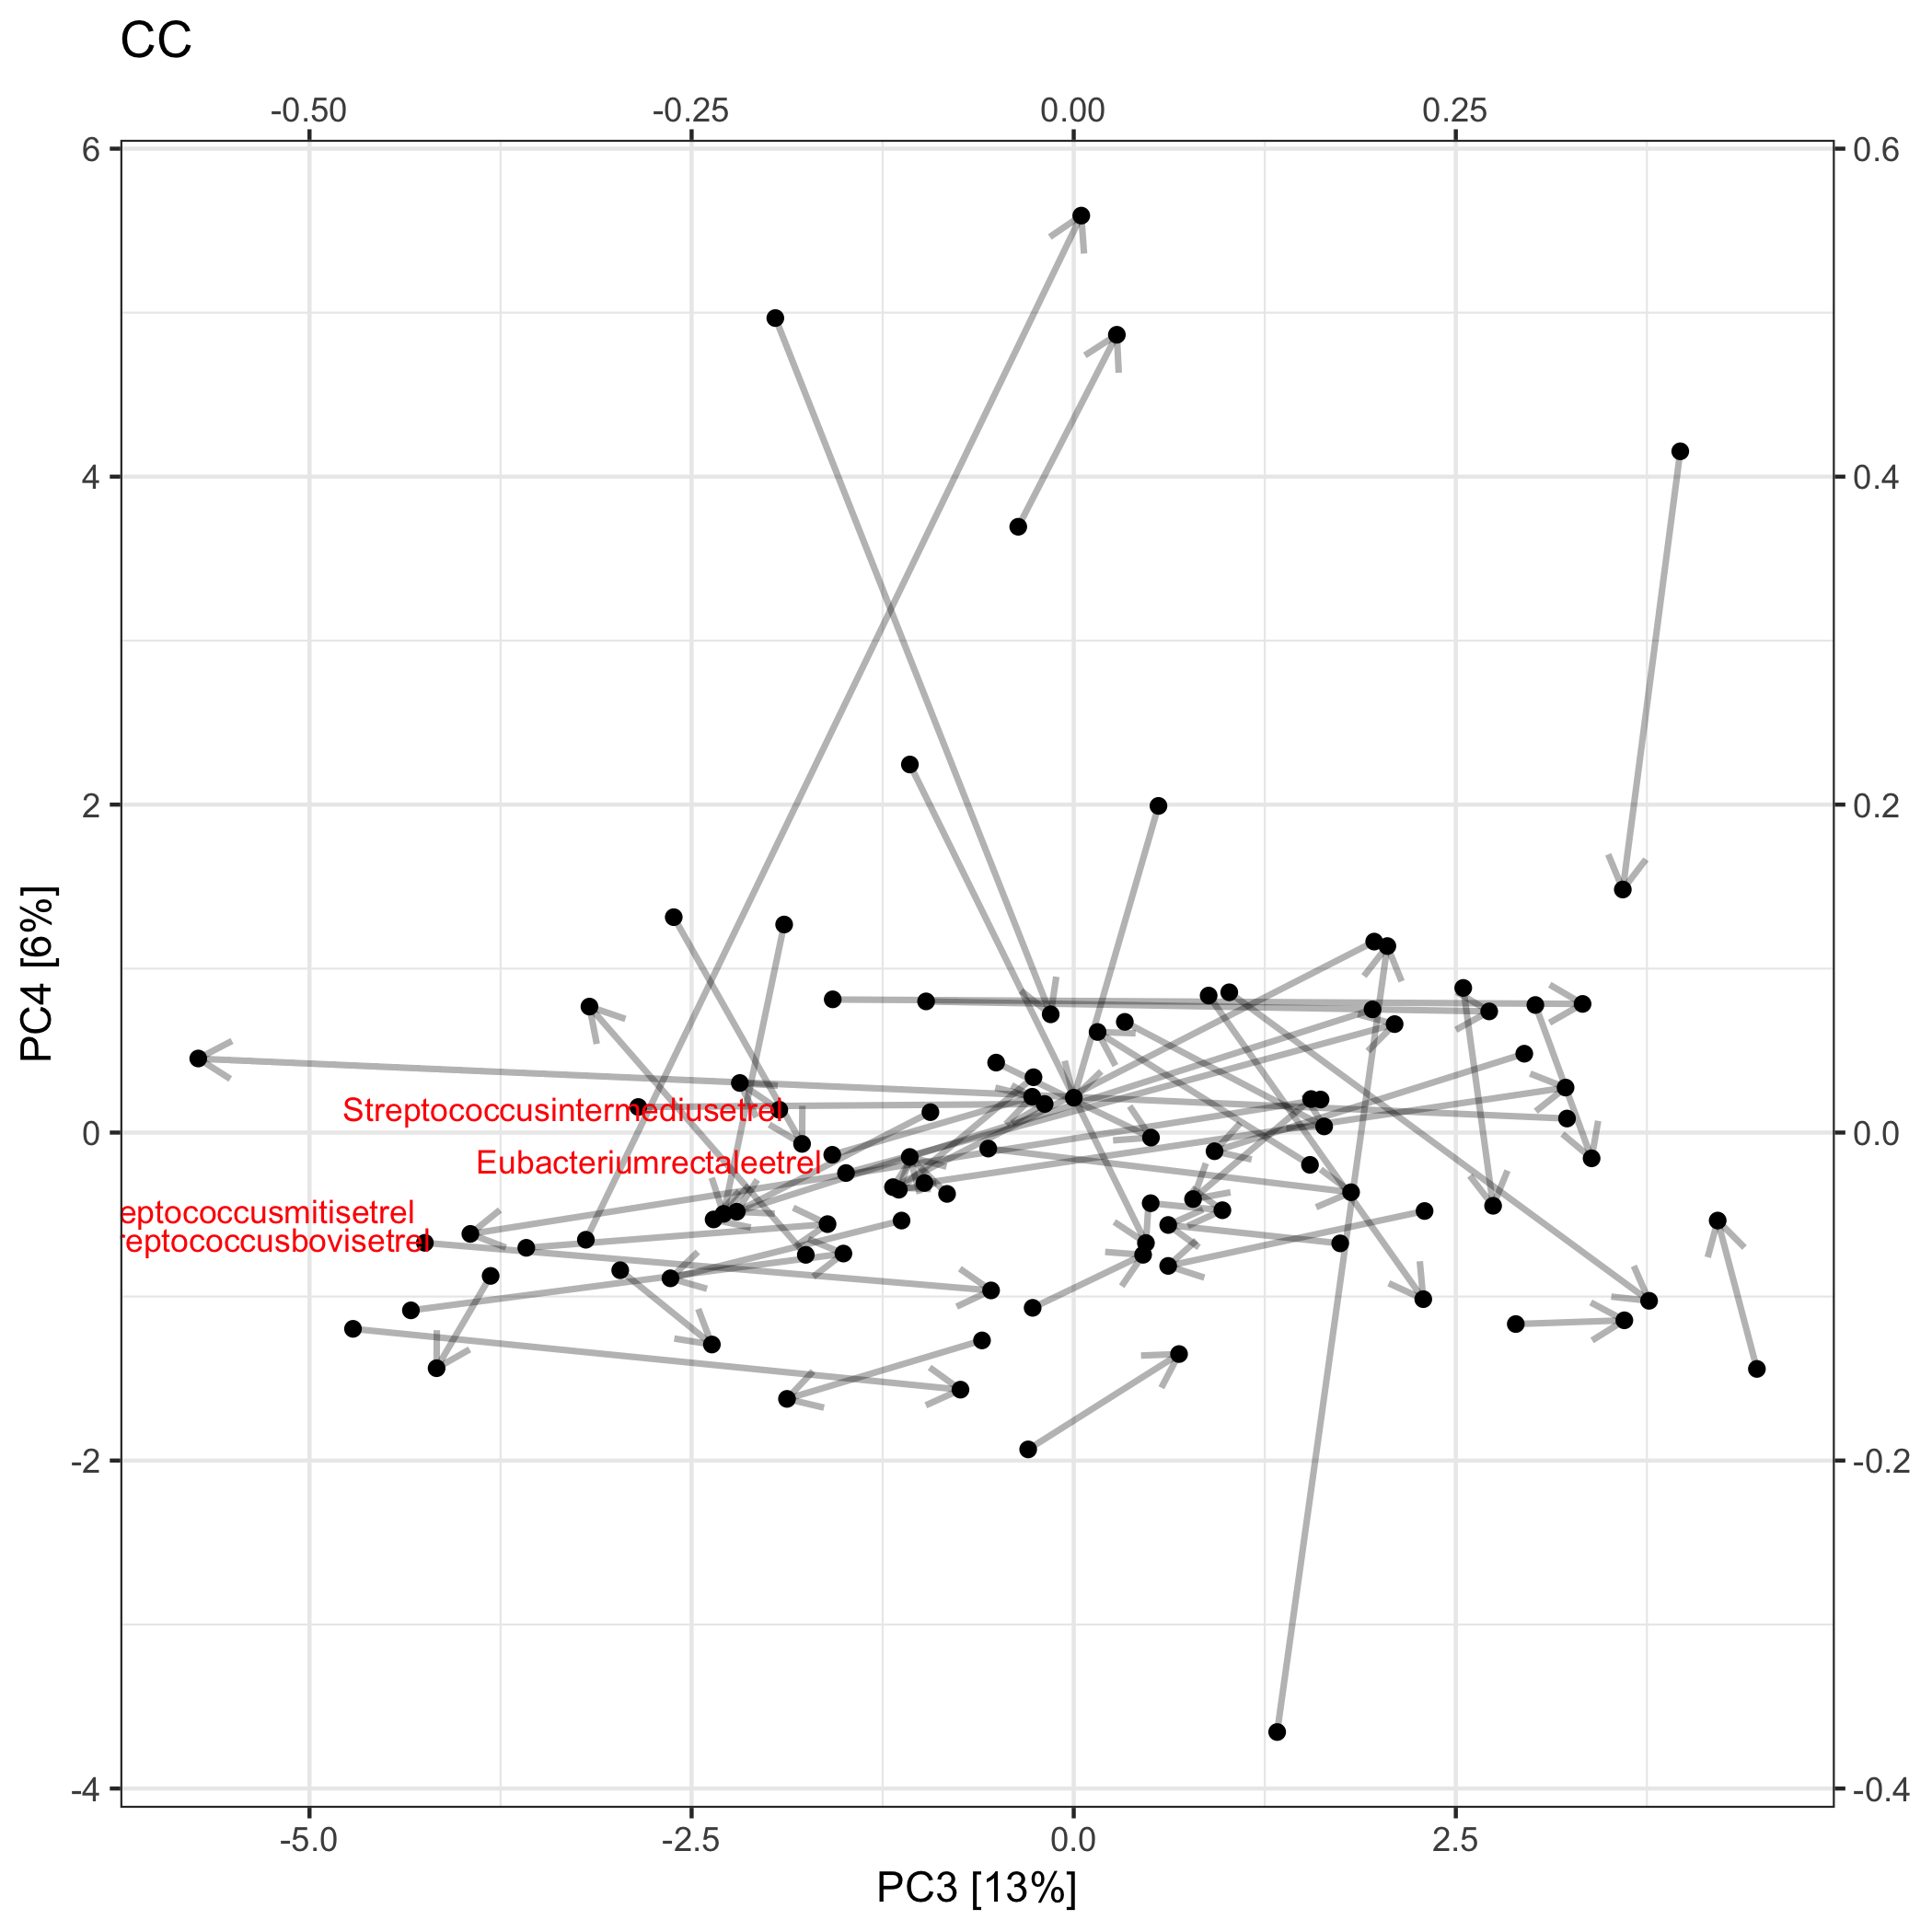 CC
-0.50 -0.25 0.00 0.25
6 0.6
4 0.4
2 0.2
Streptococcusintermediusetrel
0 0.0
Eubacteriumrectaleetrel
eptococcusmitisetrel
reptococcusbovisetrel
-2 -0.2
-4 -0.4
-5.0 -2.5 0.0 2.5
PC3 [13%]
PC4 [6%]